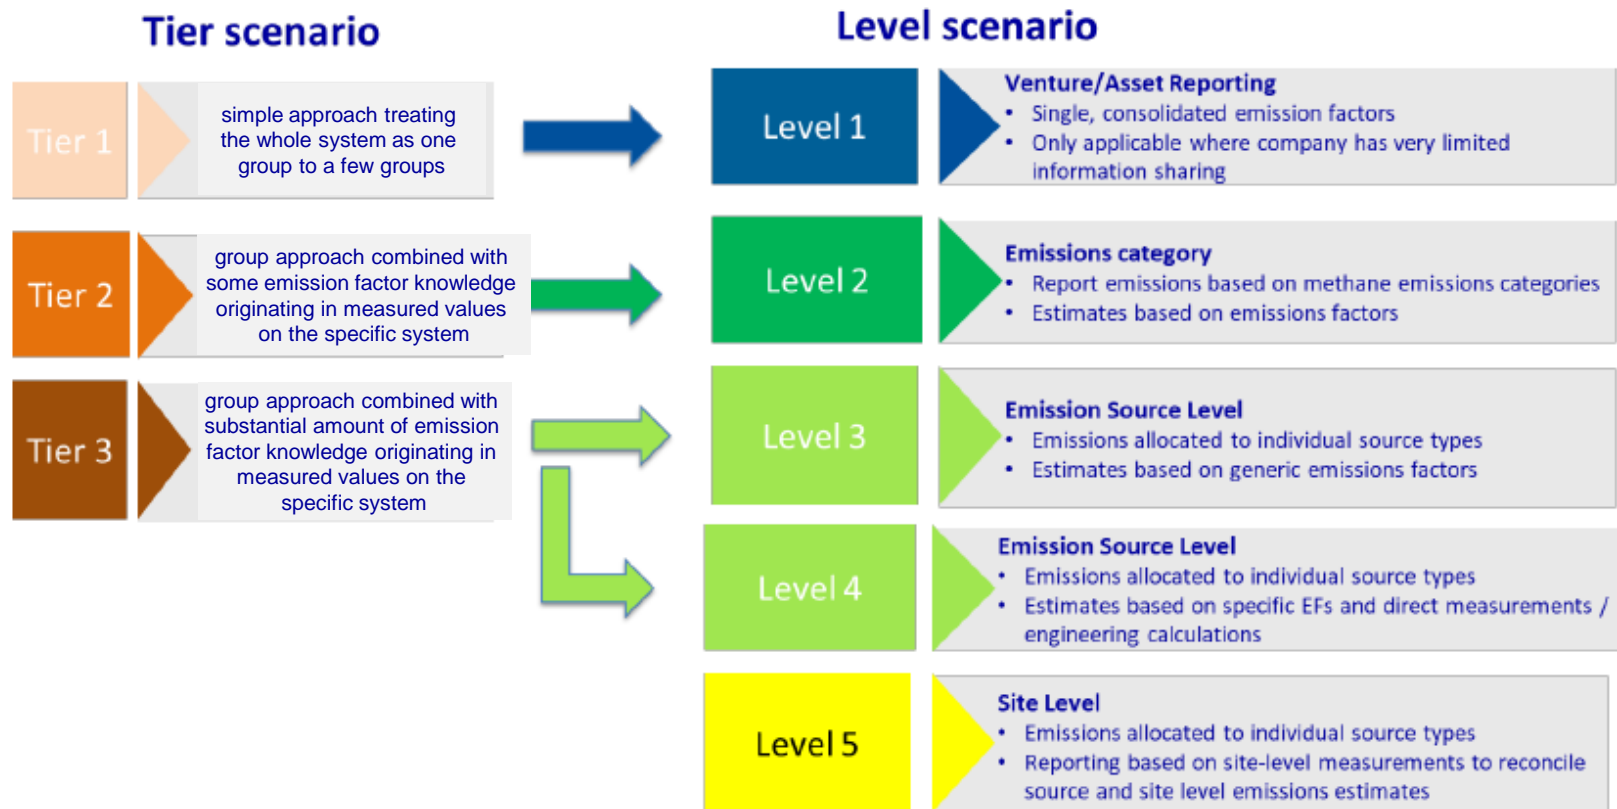 Tier scenario
Level scenario
Tier 1
simple approach treating
the whole system as one
group to a few groups
Level 1
Venture/Asset Reporting
• Single, consolidated emission factors
• Only applicable where company has very limited
information sharing
Tier 2
group approach combined with
some emission factor knowledge
originating in measured values
on the specific system
Level 2
Emissions category
• Report emissions based on methane emissions categories
• Estimates based on emissions factors
Tier 3
group approach combined with
substantial amount of emission
factor knowledge originating in
measured values on the
specific system
Level 3
Emission Source Level
• Emissions allocated to individual source types
• Estimates based on generic emissions factors
Level 4
Emission Source Level
• Emissions allocated to individual source types
• Estimates based on specific EFs and direct measurements /
engineering calculations
Level 5
Site Level
• Emissions allocated to individual source types
• Reporting based on site-level measurements to reconcile
source and site level emissions estimates